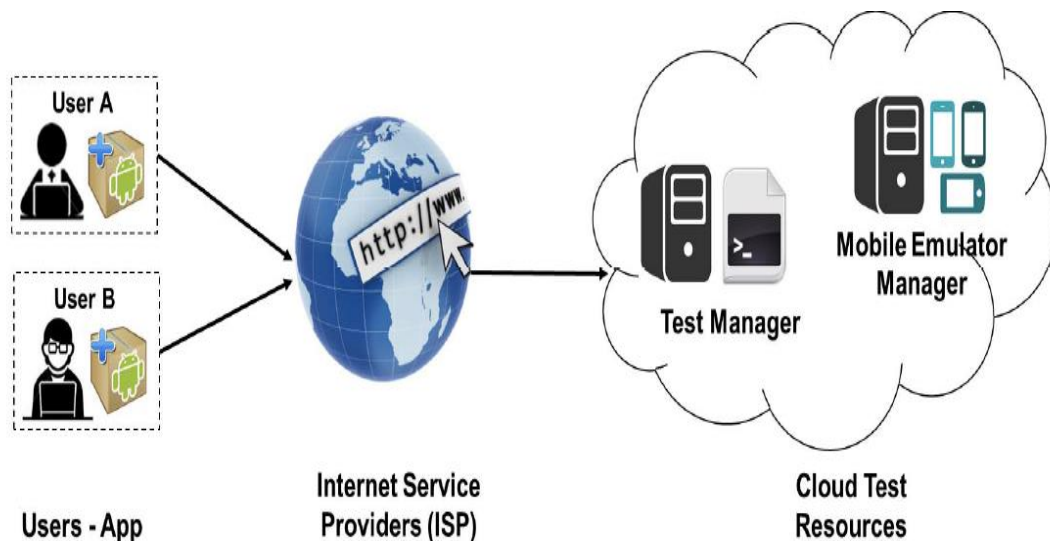 User A
User B
Users - App
http://www.
Internet Service
Providers (ISP)
>_
Test Manager
Mobile Emulator
Manager
Cloud Test
Resources